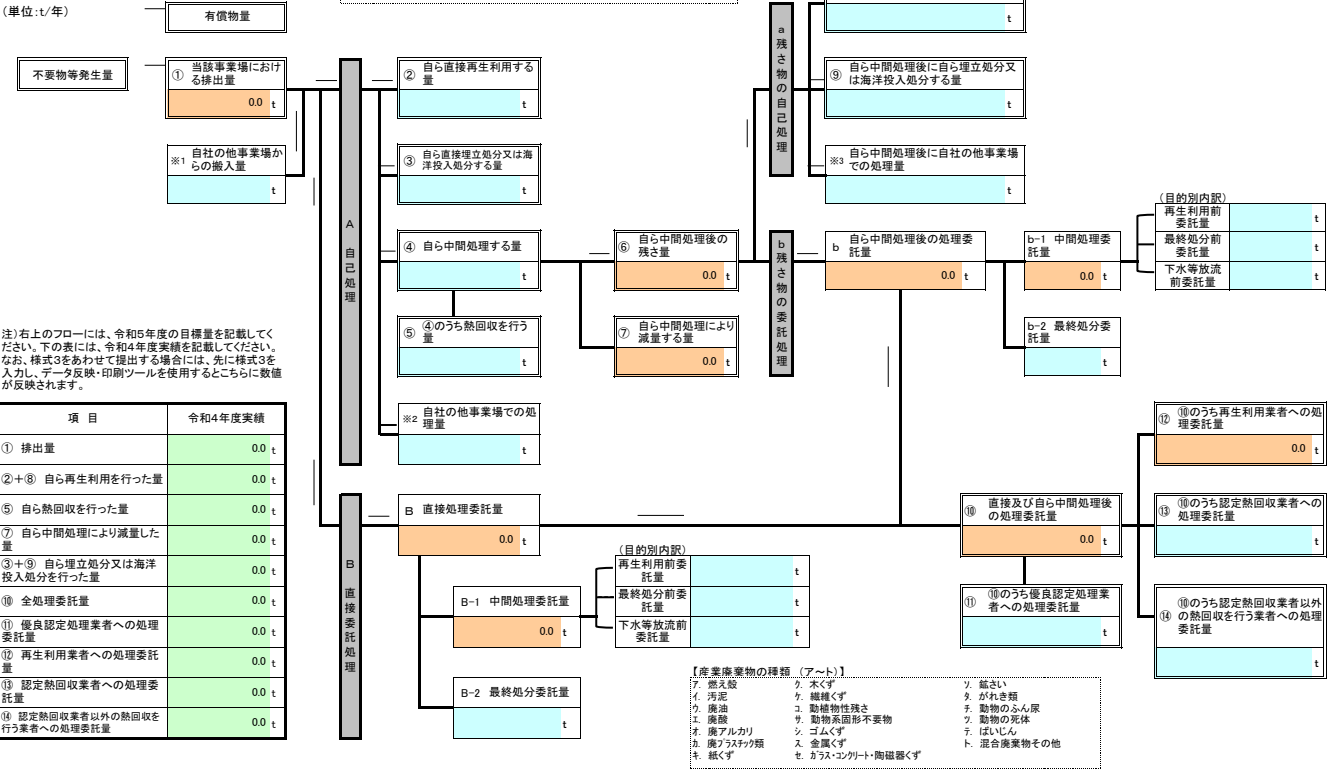 (単位:t/年)
有償物量
t
不要物等発生量
① 当該事業場におけ
る排出量
0.0 t
※1 自社の他事業場か
らの搬入量
t
A 自己処理
② 自ら直接再生利用する
量
t
③ 自ら直接埋立処分又は海
洋投入処分する量
t
④ 自ら中間処理する量
t
⑤ ④のうち熱回収を行う
量
t
※2 自社の他事業場での処
理量
t
⑥ 自ら中間処理後の
残さ量
0.0 t
⑦ 自ら中間処理により
減量する量
0.0 t
a 残さ物の自己処理
⑨ 自ら中間処理後に自ら埋立処分又
は海洋投入処分する量
t
※3 自ら中間処理後に自社の他事業場
での処理量
t
b 残さ物の委託処理
b 自ら中間処理後の処理委
託量
0.0 t
b-1 中間処理委
託量
0.0 t
b-2 最終処分委
託量
t
(目的別内訳)
再生利用前
委託量
t
最終処分前
委託量
t
下水等放流
前委託量
t
注)右上のフローには、令和5年度の目標量を記載してく
ださい。下の表には、令和4年度実績を記載してください。
なお、様式3をあわせて提出する場合には、先に様式3を
入力し、データ反映・印刷ツールを使用するとこちらに数値
が反映されます。
項 目 令和4年度実績
① 排出量 0.0 t
②+⑧ 自ら再生利用を行った量 0.0 t
⑤ 自ら熱回収を行った量 0.0 t
⑦ 自ら中間処理により減量した
量 0.0 t
③+⑨ 自ら埋立処分又は海洋
投入処分を行った量 0.0 t
⑩ 全処理委託量 0.0 t
⑪ 優良認定処理業者への処理
委託量 0.0 t
⑫ 再生利用業者への処理委託
量 0.0 t
⑬ 認定熱回収業者への処理委
託量 0.0 t
⑭ 認定熱回収業者以外の熱回収を
行う業者への処理委託量 0.0 t
B 直接委託処理
B 直接処理委託量
0.0 t
B-1 中間処理委託量
0.0 t
B-2 最終処分委託量
t
(目的別内訳)
再生利用前委
託量
t
最終処分前委
託量
t
下水等放流前
委託量
t
⑩ 直接及び自ら中間処理後
の処理委託量
0.0 t
⑪ ⑩のうち優良認定処理業
者への処理委託量
t
⑫ ⑩のうち再生利用業者への処
理委託量
0.0 t
⑬ ⑩のうち認定熱回収業者への
処理委託量
t
⑭ ⑩のうち認定熱回収業者以外
の熱回収を行う業者への処理
委託量
t
【産業廃棄物の種類 (ア~ト)】
ア. 燃え殻 ク. 木くず ソ. 鉱さい
イ. 汚泥 ケ. 繊維くず タ. がれき類
ウ. 廃油 コ. 動植物性残さ チ. 動物のふん尿
エ. 廃酸 サ. 動物系固形不要物 ツ. 動物の死体
オ. 廃アルカリ シ. ゴムくず テ. ばいじん
カ. 廃プラスチック類 ス. 金属くず ト. 混合廃棄物その他
キ. 紙くず セ. ガラス・コンクリート・陶磁器くず